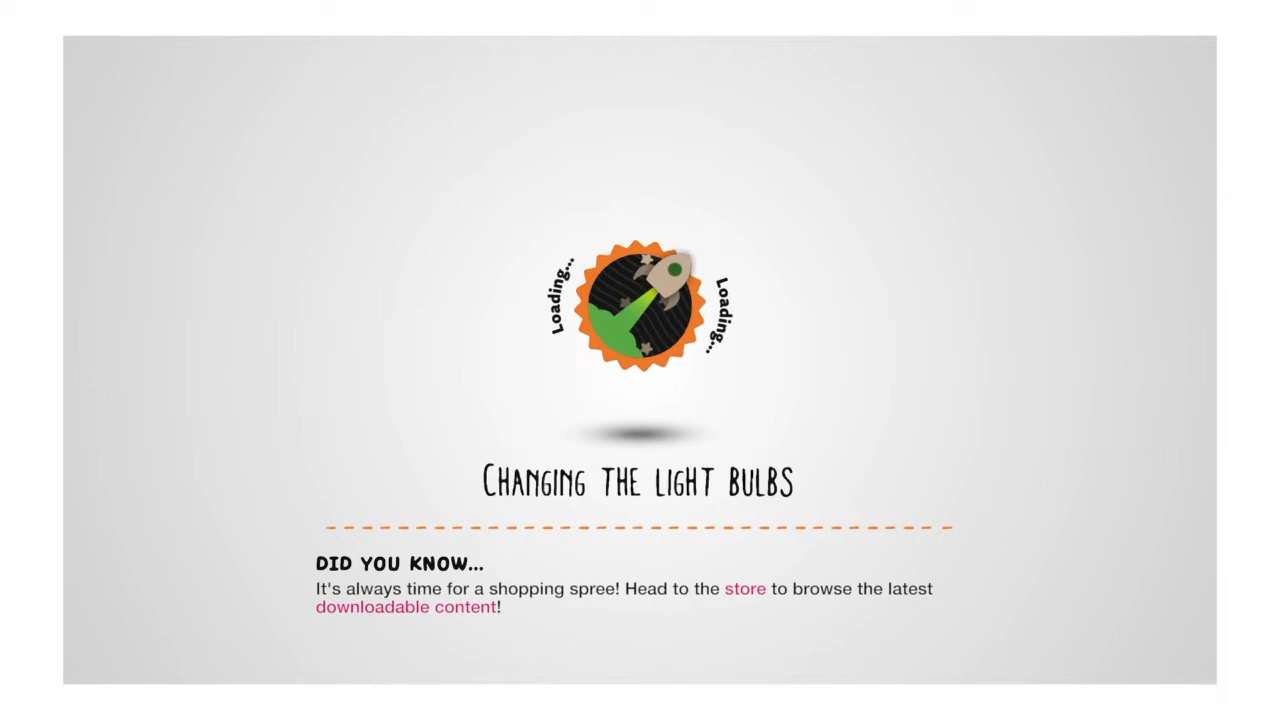 Loading...
Loading...
CHANGING THE LIGHT BULBS
DID YOU KNOW...
It's always time for a shopping spree! Head to the store to browse the latest
downloadable content!